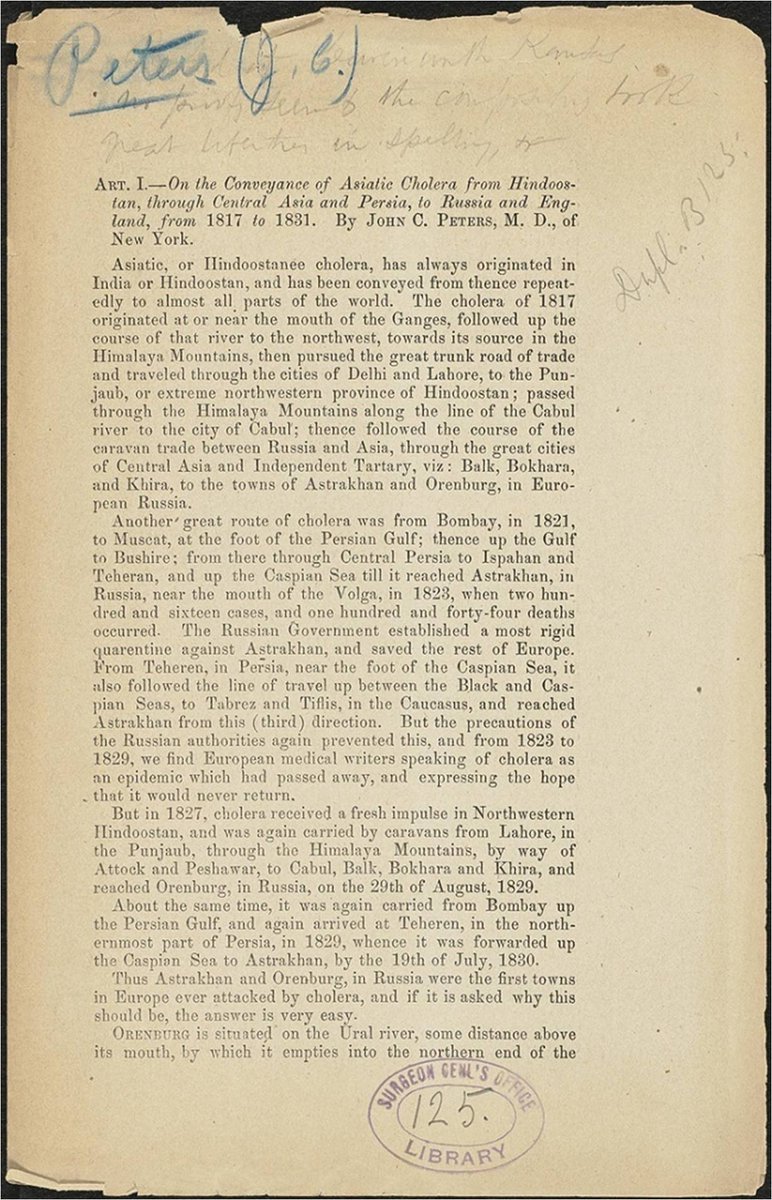 Peters (J. C.)
the
great liberties in spelling, &
Dupl. B 125.
ART. I.—On the Conveyance of Asiatic Cholera from Hindoos-
tan, through Central Asia and Persia, to Russia and Eng-
land, from 1817 to 1831. By JOHN C. PETERS, M. D., of
New York.
Asiatic, or Hindoostanee cholera, has always originated in
India or Hindoostan, and has been conveyed from thence repeat-
edly to almost all parts of the world. The cholera of 1817
originated at or near the mouth of the Ganges, followed up the
course of that river to the northwest, towards its source in the
Himalaya Mountains, then pursued the great trunk road of trade
and traveled through the cities of Delhi and Lahore, to the Pun-
jaub, or extreme northwestern province of Hindoostan; passed
through the Himalaya Mountains along the line of the Cabul
river to the city of Cabul; thence followed the course of the
caravan trade between Russia and Asia, through the great cities
of Central Asia and Independent Tartary, viz: Balk, Bokhara,
and Khira, to the towns of Astrakhan and Orenburg, in Euro-
pean Russia.
Another great route of cholera was from Bombay, in 1821,
to Muscat, at the foot of the Persian Gulf; thence up the Gulf
to Bushire; from there through Central Persia to Ispahan and
Teheran, and up the Caspian Sea till it reached Astrakhan, in
Russia, near the mouth of the Volga, in 1823, when two hun-
dred and sixteen cases, and one hundred and forty-four deaths
occurred. The Russian Government established a most rigid
quarentine against Astrakhan, and saved the rest of Europe.
From Teheren, in Persia, near the foot of the Caspian Sea, it
also followed the line of travel up between the Black and Cas-
pian Seas, to Tabrez and Tiflis, in the Caucasus, and reached
Astrakhan from this (third) direction. But the precautions of
the Russian authorities again prevented this, and from 1823 to
1829, we find European medical writers speaking of cholera as
an epidemic which had passed away, and expressing the hope
that it would never return.
But in 1827, cholera received a fresh impulse in Northwestern
Hindoostan, and was again carried by caravans from Lahore, in
the Punjaub, through the Himalaya Mountains, by way of
Attock and Peshawar, to Cabul, Balk, Bokhara and Khira, and
reached Orenburg, in Russia, on the 29th of August, 1829.
About the same time, it was again carried from Bombay up
the Persian Gulf, and again arrived at Teheren, in the north-
ernmost part of Persia, in 1829, whence it was forwarded up
the Caspian Sea to Astrakhan, by the 19th of July, 1830.
Thus Astrakhan and Orenburg, in Russia were the first towns
in Europe ever attacked by cholera, and if it is asked why this
should be, the answer is very easy.
ORENBURG is situated on the Ural river, some distance above
its mouth, by which it empties into the northern end of the
SURGEON GENL'S OFFICE
125.
LIBRARY